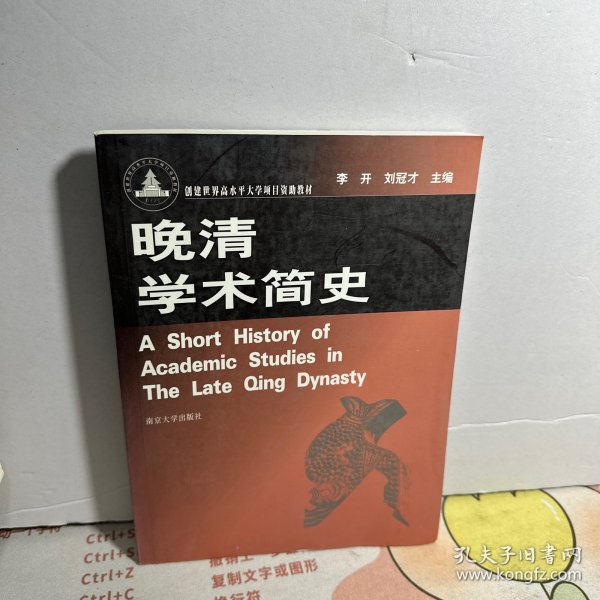 创建世界高水平大学项目资助教材
李 开 刘冠才 主编
晚清
学术简史
A Short History of
Academic Studies in
The Late Qing Dynasty
南京大学出版社
Ctrl+S
Ctrl+Z
复制文字或图形
Ctrl+C
换行符
孔夫子旧书网
www.kongfz.com